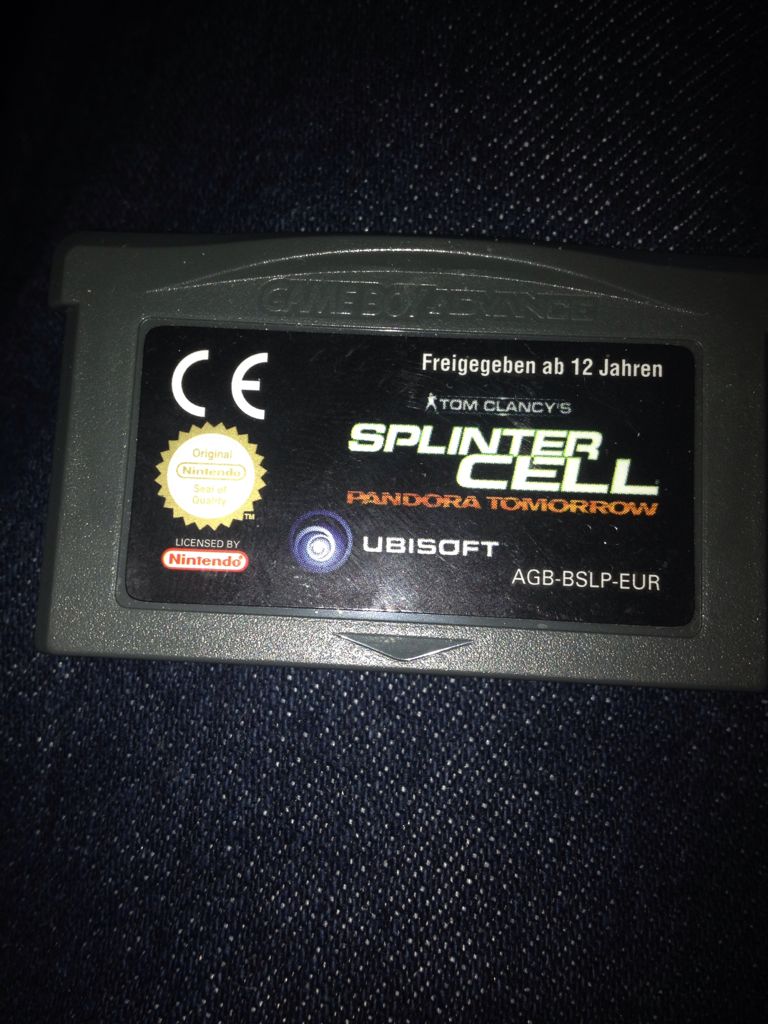 GAME BOY ADVANCE
CE
Freigegeben ab 12 Jahren
TOM CLANCY'S
SPLINTER
CELL
PANDORA TOMORROW
Original
Nintendo
Seal of
Quality
TM
LICENSED BY
Nintendo
UBISOFT
AGB-BSLP-EUR